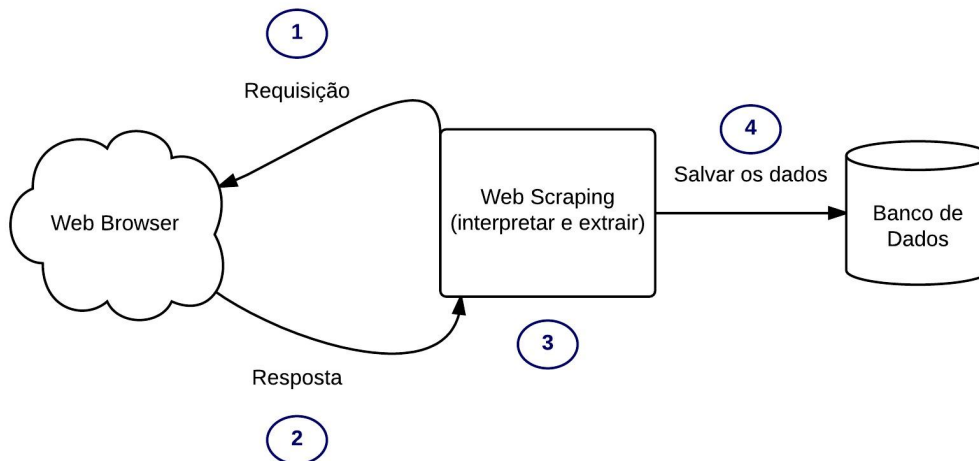 1
Requisição
Web Browser
Resposta
2
Web Scraping
(interpretar e extrair)
3
4
Salvar os dados
Banco de
Dados